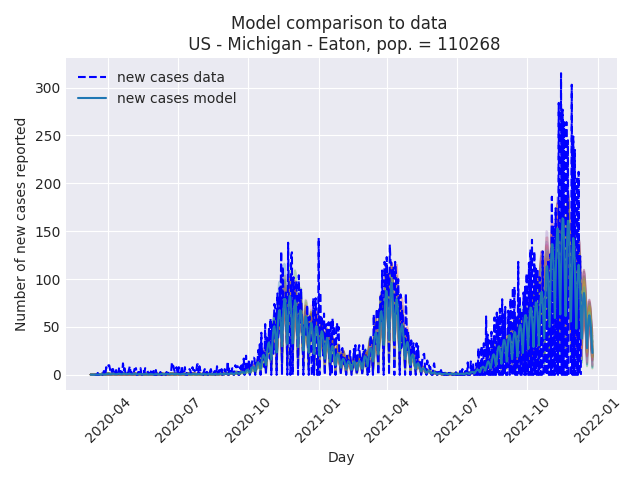 Model comparison to data
US - Michigan - Eaton, pop. = 110268
new cases data
new cases model
Number of new cases reported
300
250
200
150
100
50
0
2020-04
2020-07
2020-10
2021-01
2021-04
2021-07
2021-10
2022-01
Day